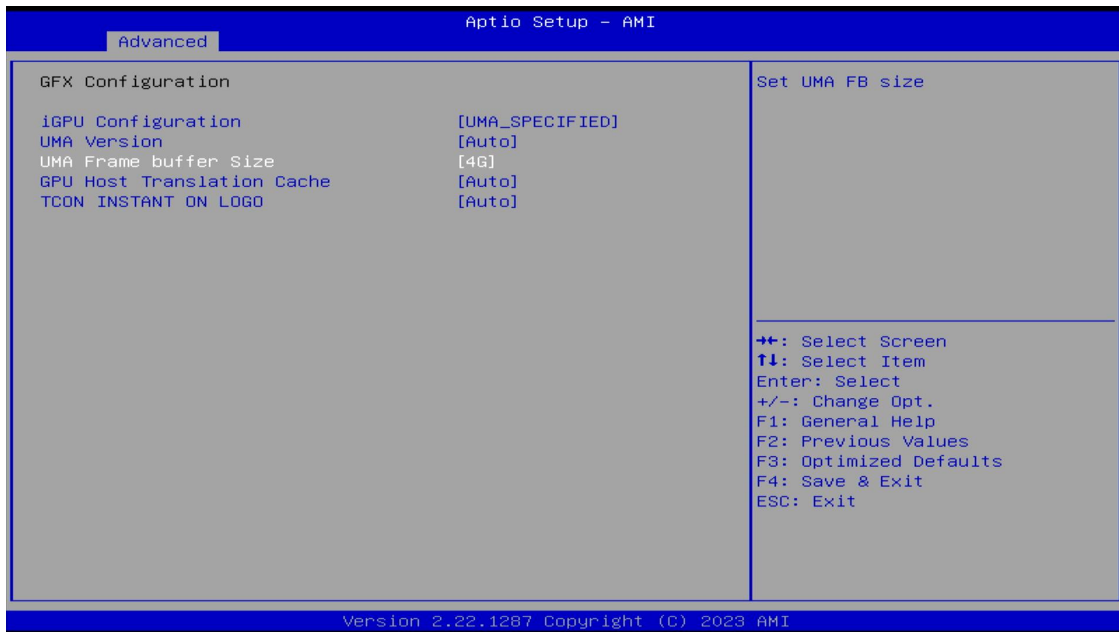 Aptio Setup – AMI
Advanced
GFX Configuration
iGPU Configuration [UMA_SPECIFIED]
UMA Version [Auto]
UMA Frame buffer Size [4G]
GPU Host Translation Cache [Auto]
TCON INSTANT ON LOGO [Auto]
Set UMA FB size
→←: Select Screen
↑↓: Select Item
Enter: Select
+/-: Change Opt.
F1: General Help
F2: Previous Values
F3: Optimized Defaults
F4: Save & Exit
ESC: Exit
Version 2.22.1287 Copyright (C) 2023 AMI